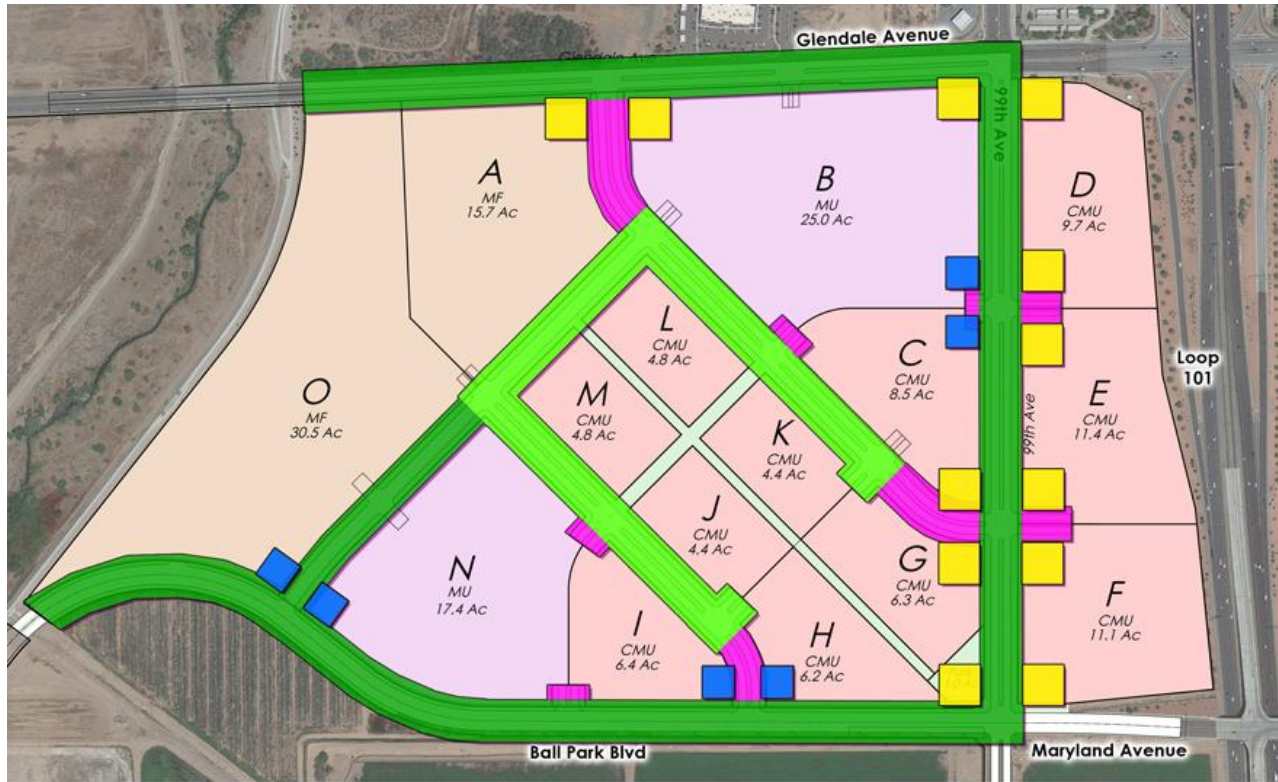 Glendale Avenue
Glendale Ave
99th Ave
A
MF
15.7 Ac
B
MU
25.0 Ac
D
CMU
9.7 Ac
L
CMU
4.8 Ac
C
CMU
8.5 Ac
Loop
101
O
MF
30.5 Ac
M
CMU
4.8 Ac
K
CMU
4.4 Ac
99th Ave
E
CMU
11.4 Ac
J
CMU
4.4 Ac
N
MU
17.4 Ac
G
CMU
6.3 Ac
F
CMU
11.1 Ac
I
CMU
6.4 Ac
H
CMU
6.2 Ac
Ball Park Blvd
Maryland Avenue